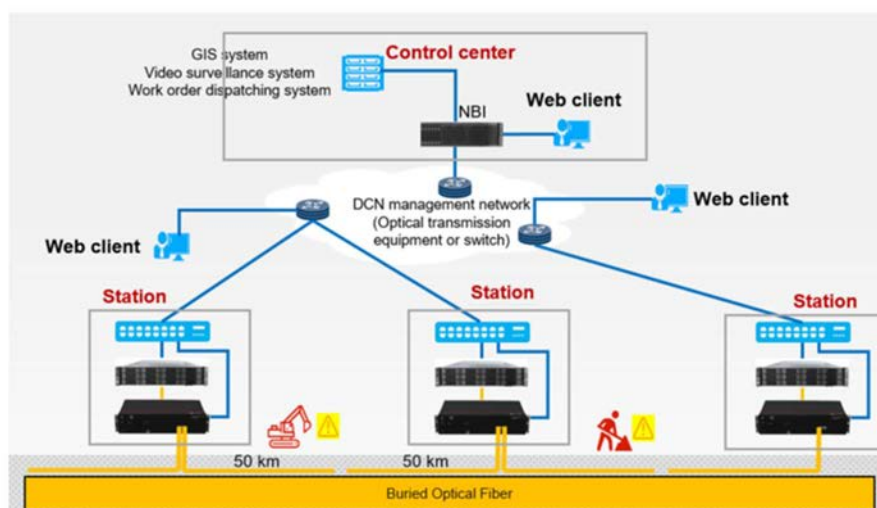 GIS system
Control center
Video surveillance system
Work order dispatching system
NBI
Web client
DCN management network
(Optical transmission
equipment or switch)
Web client
Web client
Station
Station
Station
50 km
50 km
Buried Optical Fiber